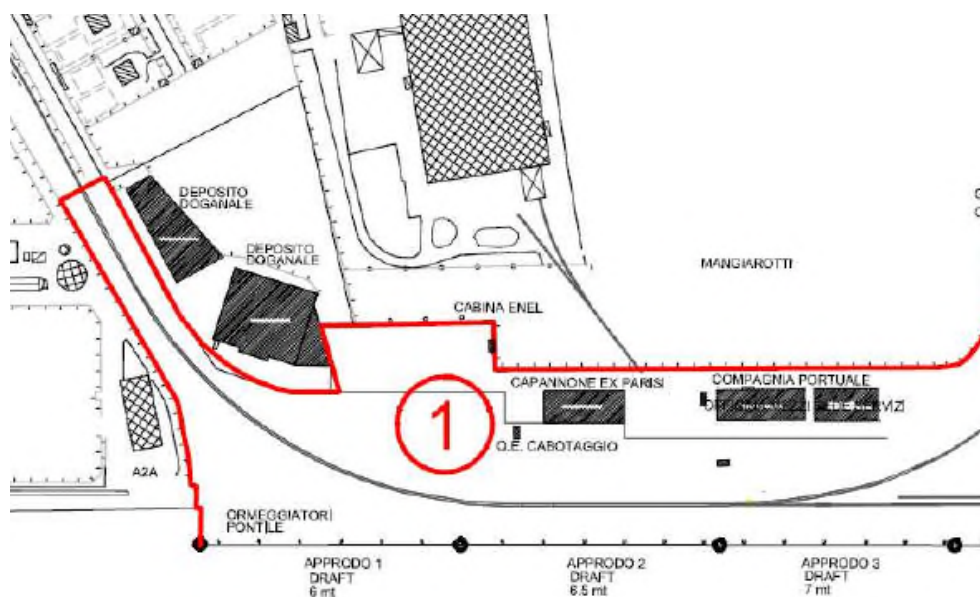 DEPOSITO
DOGANALE
DEPOSITO
DOGANALE
MANGIAROTTI
CABINA ENEL
CAPANNONE EX PARISI
COMPAGNIA PORTUALE
1
O.E. CABOTAGGIO
A2A
ORMEGGIATORI
PONTILE
APPRODO 1
DRAFT
6 mt
APPRODO 2
DRAFT
6.5 mt
APPRODO 3
DRAFT
7 mt